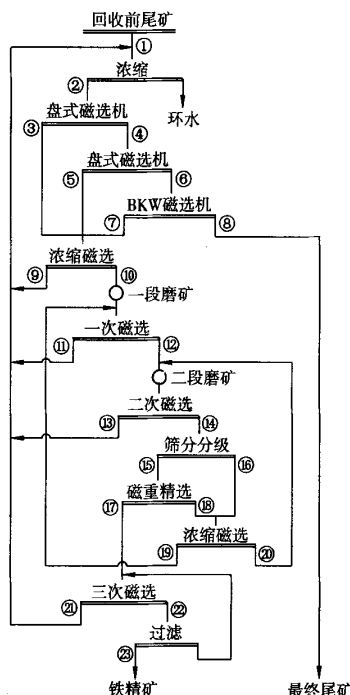 回收前尾矿
①
浓缩
②
环水
盘式磁选机
③ ④
盘式磁选机
⑤ ⑥
BKW磁选机
⑦ ⑧
浓缩磁选
⑨ ⑩
一段磨矿
一次磁选
⑪ ⑫
二段磨矿
二次磁选
⑬ ⑭
筛分分级
⑮ ⑯
磁重精选
⑰ ⑱
浓缩磁选
⑲ ⑳
三次磁选
㉑ ㉒
过滤
㉓
铁精矿 最终尾矿